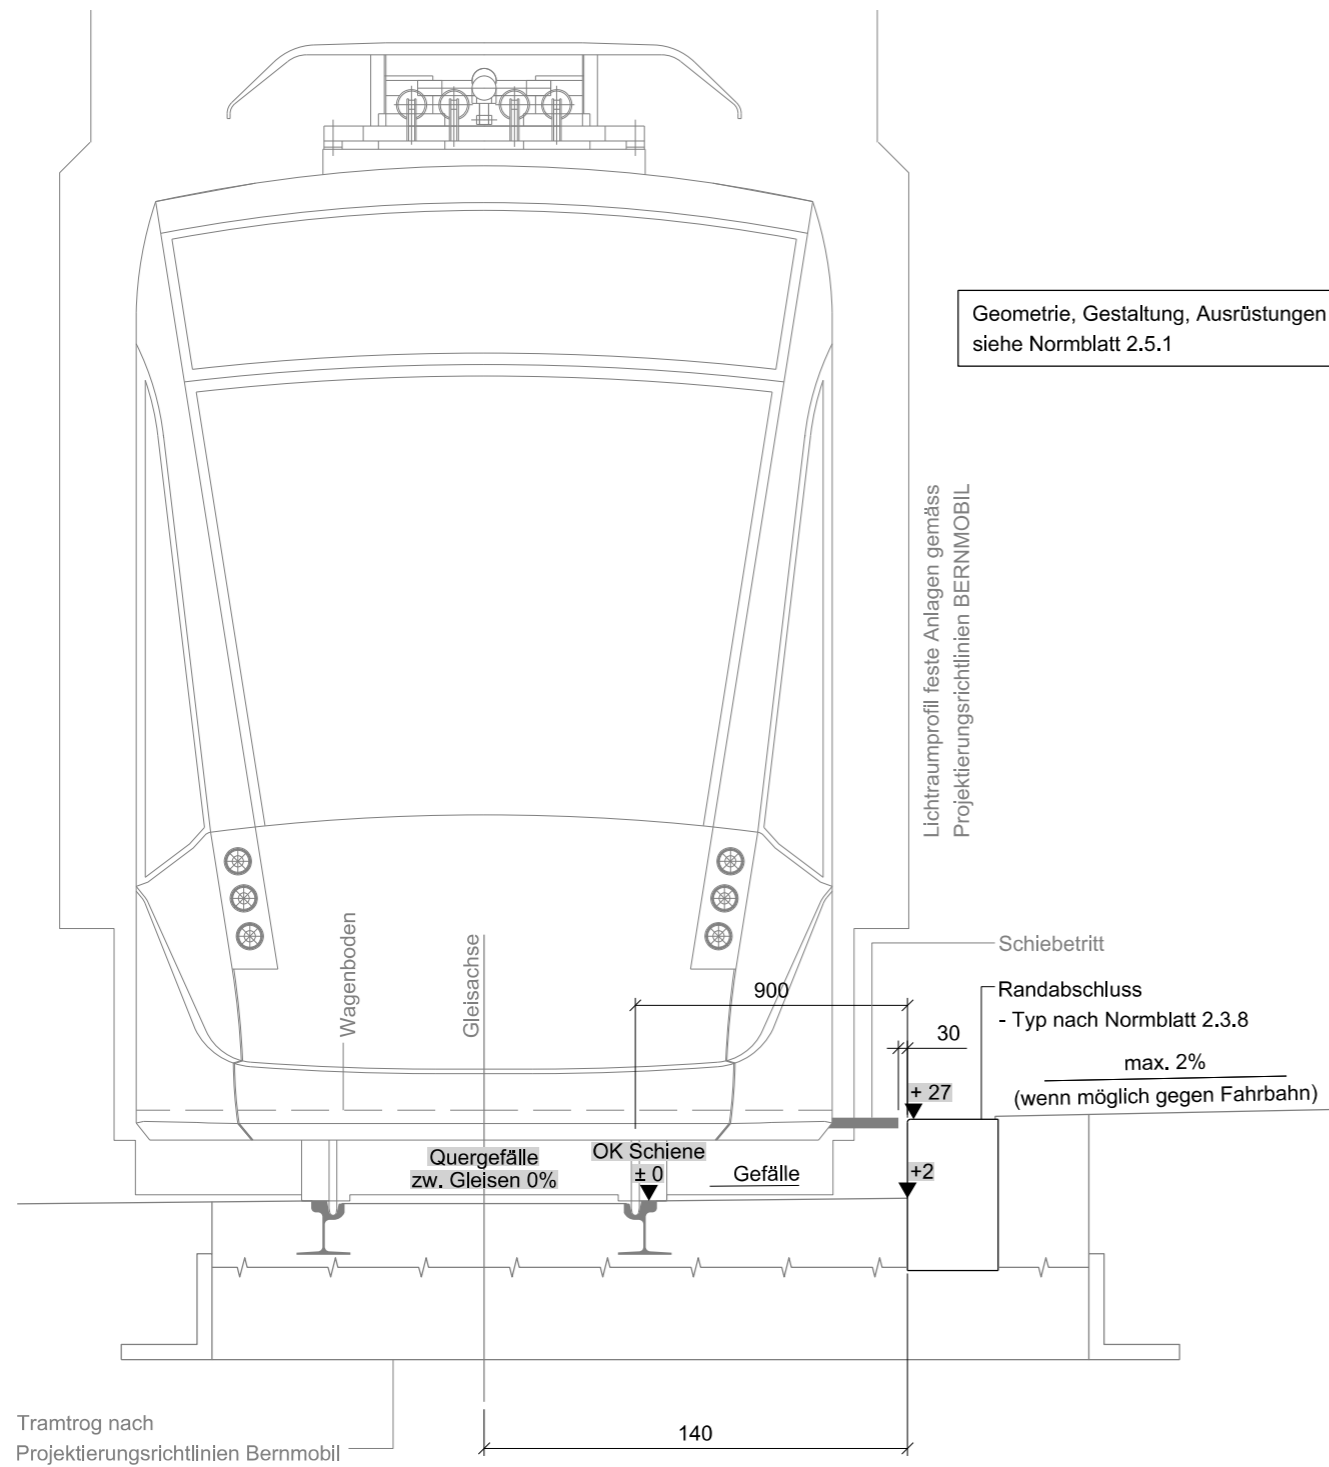 Geometrie, Gestaltung, Ausrüstungen
siehe Normblatt 2.5.1
Lichtraumprofil feste Anlagen gemäss
Projektierungsrichtlinien BERNMOBIL
Wagenboden
Gleisachse
Schiebetritt
900
Randabschluss
- Typ nach Normblatt 2.3.8
30
max. 2%
(wenn möglich gegen Fahrbahn)
+ 27
Quergefälle
zw. Gleisen 0%
OK Schiene
± 0
Gefälle
+2
Tramtrog nach
Projektierungsrichtlinien Bernmobil
140